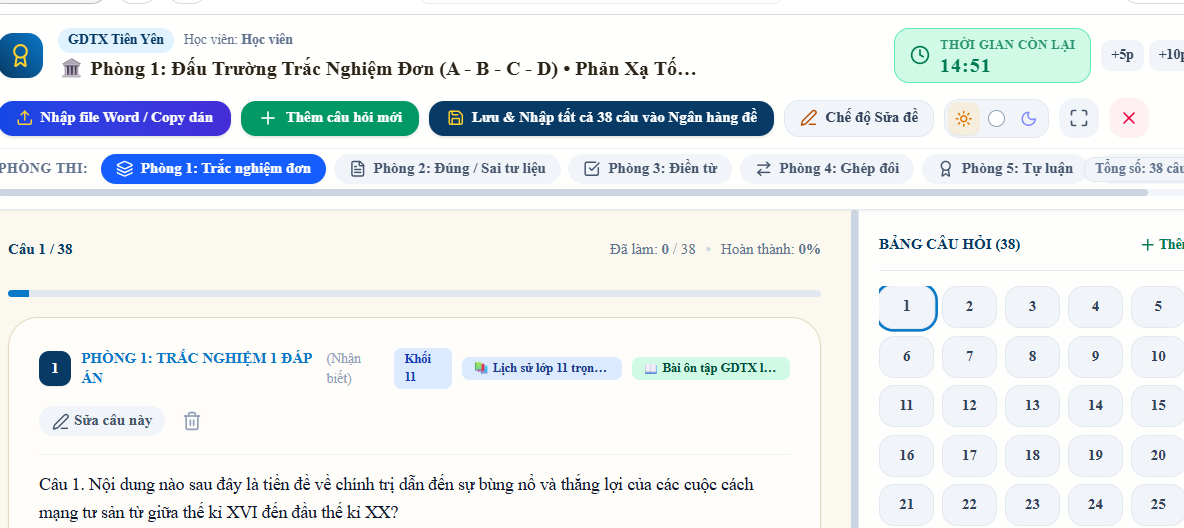 GDTX Tiên Yên Học viên: Học viên
Phòng 1: Đấu Trường Trắc Nghiệm Đơn (A - B - C - D) • Phản Xạ Tố...
THỜI GIAN CÒN LẠI
14:51
+5p
+10p
Nhập file Word / Copy dán
Thêm câu hỏi mới
Lưu & Nhập tất cả 38 câu vào Ngân hàng đề
Chế độ Sửa đề
PHÒNG THI:
Phòng 1: Trắc nghiệm đơn
Phòng 2: Đúng / Sai tư liệu
Phòng 3: Điền từ
Phòng 4: Ghép đôi
Phòng 5: Tự luận
Tổng số: 38 câu
Câu 1 / 38
Đã làm: 0 / 38 • Hoàn thành: 0%
1
PHÒNG 1: TRẮC NGHIỆM 1 ĐÁP
ÁN
(Nhận
biết)
Khối
11
Lịch sử lớp 11 trọn...
Bài ôn tập GDTX l...
Sửa câu này
Câu 1. Nội dung nào sau đây là tiền đề về chính trị dẫn đến sự bùng nổ và thắng lợi của các cuộc cách
mạng tư sản từ giữa thế kỉ XVI đến đầu thế kỉ XX?
BẢNG CÂU HỎI (38)
1 2 3 4 5
6 7 8 9 10
11 12 13 14 15
16 17 18 19 20
21 22 23 24 25